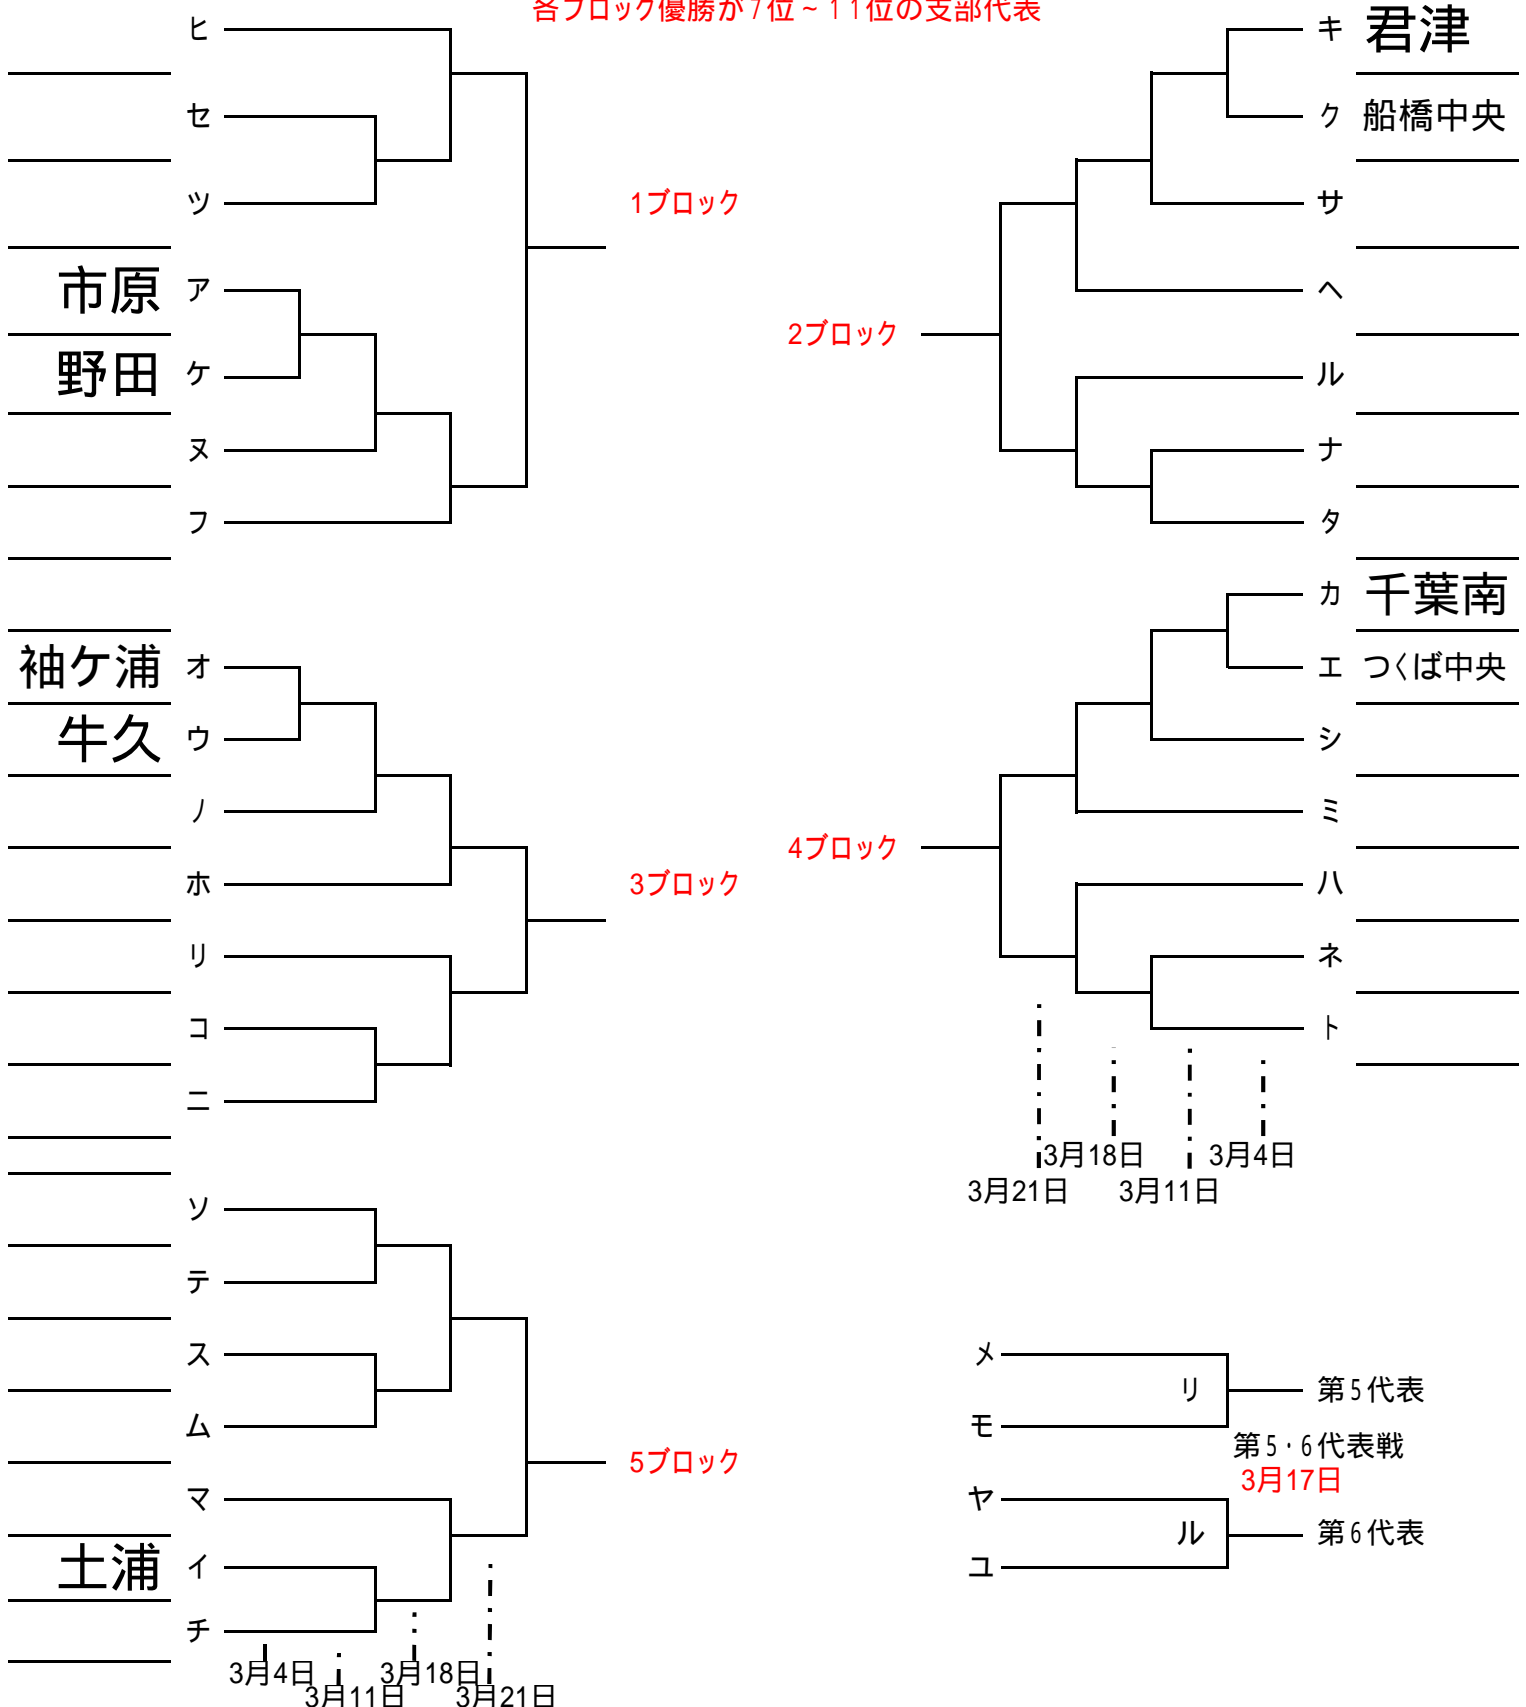 各ブロック優勝が7位~11位の支部代表
ヒ
セ
ツ
市原 ア
野田 ケ
ヌ
フ
1ブロック
キ 君津
ク 船橋中央
サ
ヘ
ル
ナ
タ
2ブロック
袖ケ浦 オ
牛久 ウ
ノ
ホ
リ
コ
ニ
3ブロック
カ 千葉南
エ つくば中央
シ
ミ
ハ
ネ
ト
4ブロック
3月18日 3月4日
3月21日 3月11日
ソ
テ
ス
ム
マ
土浦 イ
チ
5ブロック
3月4日 3月18日
3月11日 3月21日
メ
リ 第5代表
モ
第5・6代表戦
3月17日
ヤ
ル 第6代表
ユ